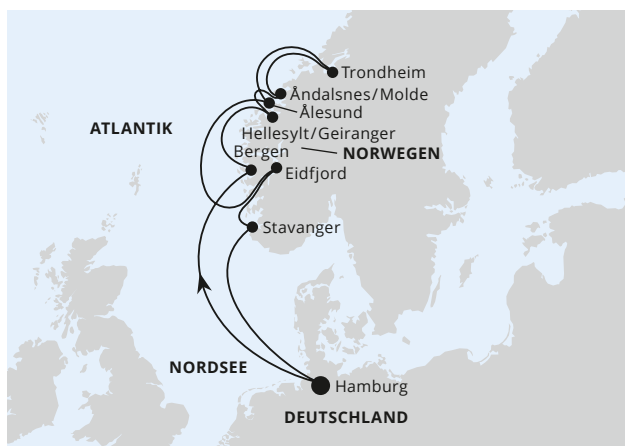 Trondheim
Åndalsnes/Molde
Ålesund
ATLANTIK
Hellesylt/Geiranger
Bergen
NORWEGEN
Eidfjord
Stavanger
NORDSEE
Hamburg
DEUTSCHLAND